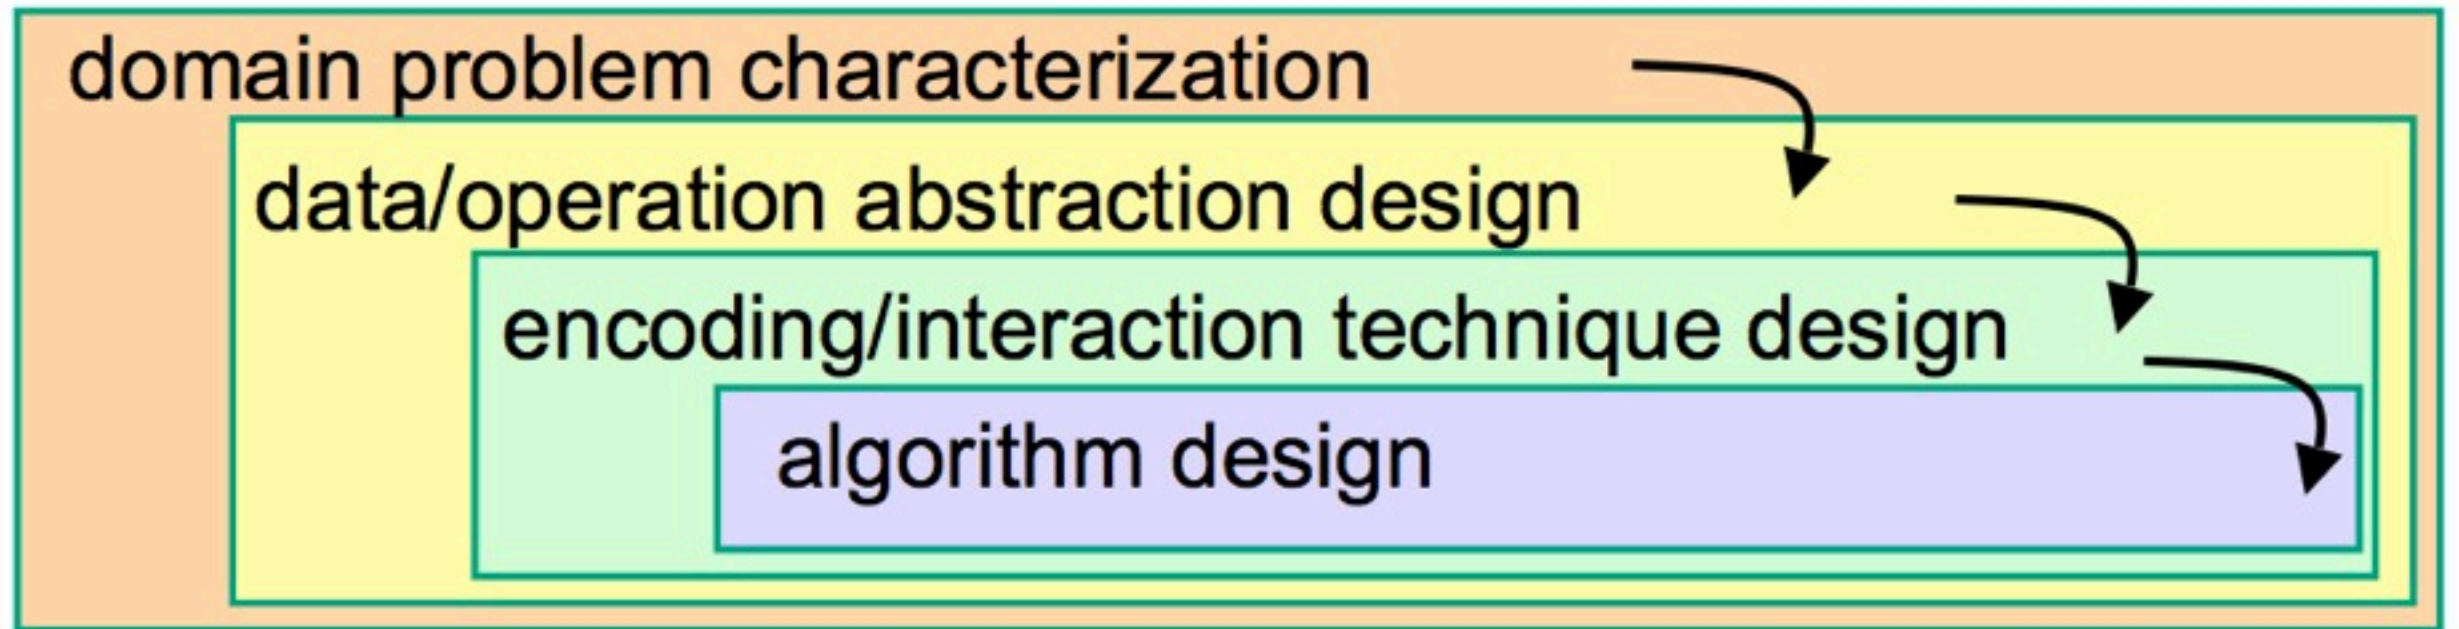 domain problem characterization
data/operation abstraction design
encoding/interaction technique design
algorithm design